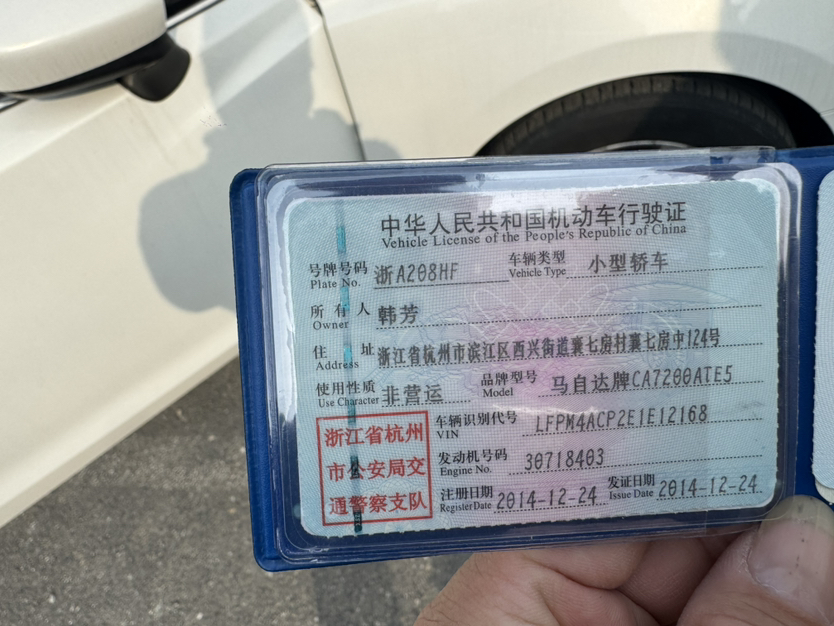 中华人民共和国机动车行驶证
Vehicle License of the People's Republic of China
号牌号码 浙A208HF 车辆类型 小型轿车
Plate No. Vehicle Type
所有人 韩芳
Owner
住址 浙江省杭州市滨江区西兴街道襄七房村襄七房中124号
Address
使用性质 非营运 品牌型号 马自达牌CA7200ATE5
Use Character Model
浙江省杭州
市公安局交
通警察支队
车辆识别代号 LFPM4ACP2E1E12168
VIN
发动机号码 30718403
Engine No.
注册日期 2014-12-24 发证日期 2014-12-24
Register Date Issue Date